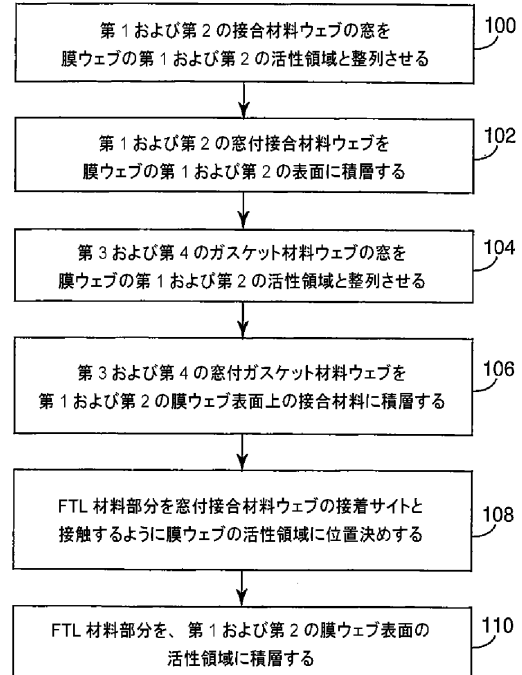 第1および第2の接合材料ウェブの窓を
膜ウェブの第1および第2の活性領域と整列させる
100
第1および第2の窓付接合材料ウェブを
膜ウェブの第1および第2の表面に積層する
102
第3および第4のガスケット材料ウェブの窓を
膜ウェブの第1および第2の活性領域と整列させる
104
第3および第4の窓付ガスケット材料ウェブを
第1および第2の膜ウェブ表面上の接合材料に積層する
106
FTL 材料部分を窓付接合材料ウェブの接着サイトと
接触するように膜ウェブの活性領域に位置決めする
108
FTL 材料部分を、第1および第2の膜ウェブ表面の
活性領域に積層する
110